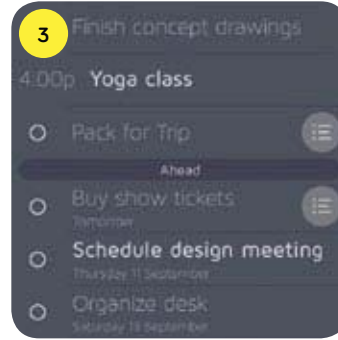 3
Finish concept drawings
4:00p Yoga class
Pack for Trip
Ahead
Buy show tickets
Tomorrow
Schedule design meeting
Thursday 11 September
Organize desk
Saturday 13 September